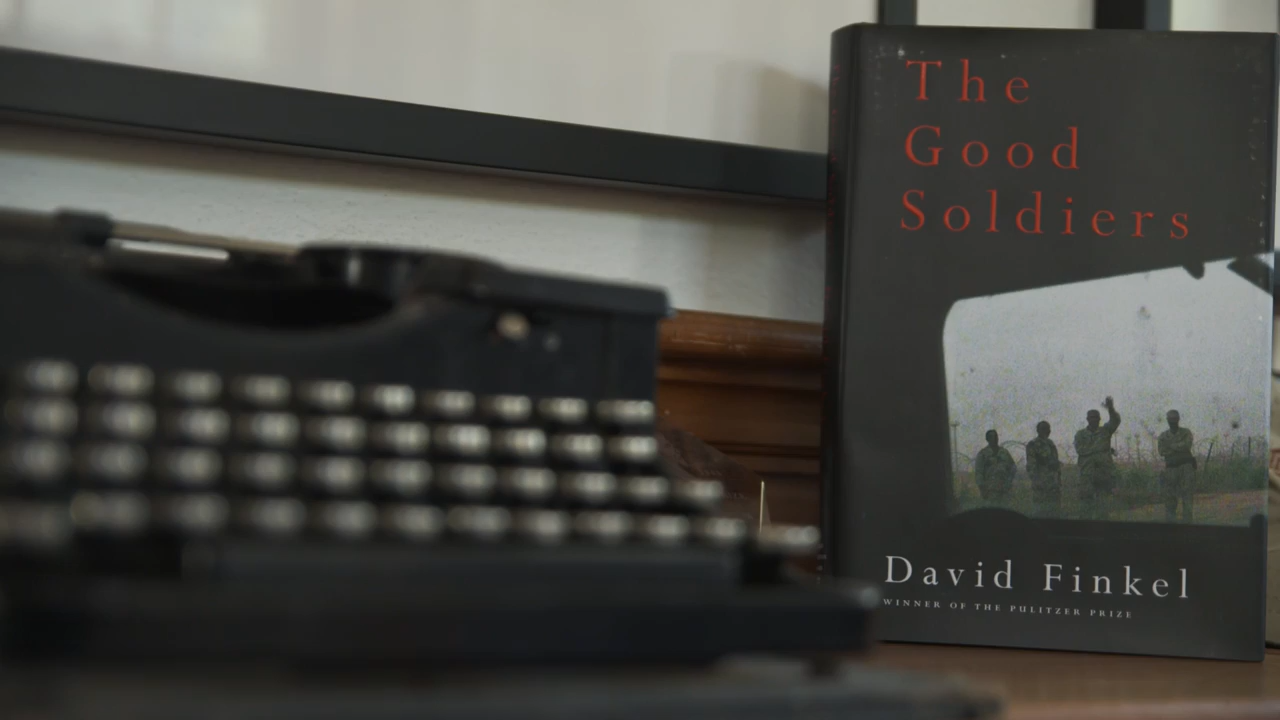 The
Good
Soldiers
David Finkel
WINNER OF THE PULITZER PRIZE